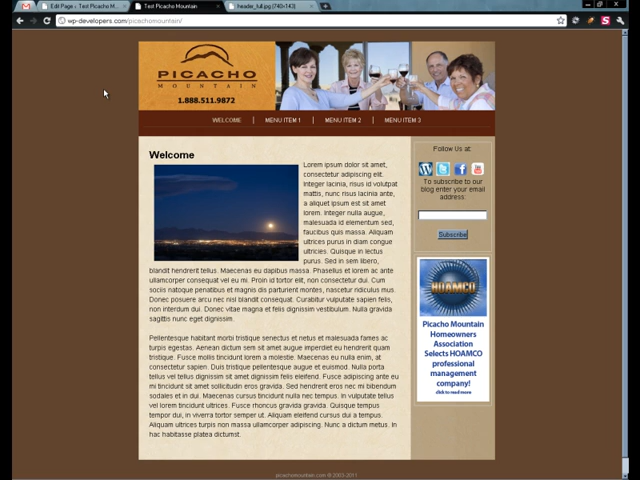 Edit Page ‹ Test Picacho M...
Test Picacho Mountain
header_full.jpg (740×143)
wp-developers.com/picachomountain/
PICACHO
MOUNTAIN
1.888.511.9872
WELCOME | MENU ITEM 1 | MENU ITEM 2 | MENU ITEM 3
Welcome
Lorem ipsum dolor sit amet,
consectetur adipiscing elit.
Integer lacinia, risus id volutpat
mattis, nunc risus lacinia ante,
a aliquet ipsum est sit amet
lorem. Integer nulla augue,
malesuada id elementum sed,
faucibus quis massa. Aliquam
ultrices purus in diam congue
ultricies. Quisque in lectus
purus. Sed in sem libero,
blandit hendrerit tellus. Maecenas eu dapibus massa. Phasellus et lorem ac ante
ullamcorper consequat vel eu mi. Proin id tortor elit, non consectetur dui. Cum
sociis natoque penatibus et magnis dis parturient montes, nascetur ridiculus mus.
Donec posuere arcu nec nisl blandit consequat. Curabitur vulputate sapien felis,
non interdum dui. Donec vitae magna et felis dignissim vestibulum. Nulla gravida
sagittis nunc eget dignissim.
Pellentesque habitant morbi tristique senectus et netus et malesuada fames ac
turpis egestas. Aenean dictum sem sit amet augue imperdiet eu hendrerit quam
tristique. Fusce mollis tincidunt lorem a molestie. Maecenas eu nulla enim, at
consectetur sapien. Duis tristique pellentesque augue et euismod. Nulla porta
tellus vel tellus dignissim sit amet dignissim felis eleifend. Fusce adipiscing ante eu
mi tincidunt sit amet sollicitudin eros gravida. Sed hendrerit eros nec mi bibendum
sodales et in dui. Maecenas cursus tincidunt nulla nec tempus. In vulputate tellus
vel lorem tincidunt ultrices. Fusce rhoncus gravida gravida. Quisque tempus
tempor dui, in viverra tortor semper ut. Aliquam eleifend cursus dui a tempus.
Aliquam ultrices turpis non massa ullamcorper adipiscing. Nunc a dictum metus. In
hac habitasse platea dictumst.
Follow Us at:
To subscribe to our
blog enter your email
address:
Subscribe
HOAMCO
Picacho Mountain
Homeowners
Association
Selects HOAMCO
professional
management
company!
click to read more
picachomountain.com © 2003-2011